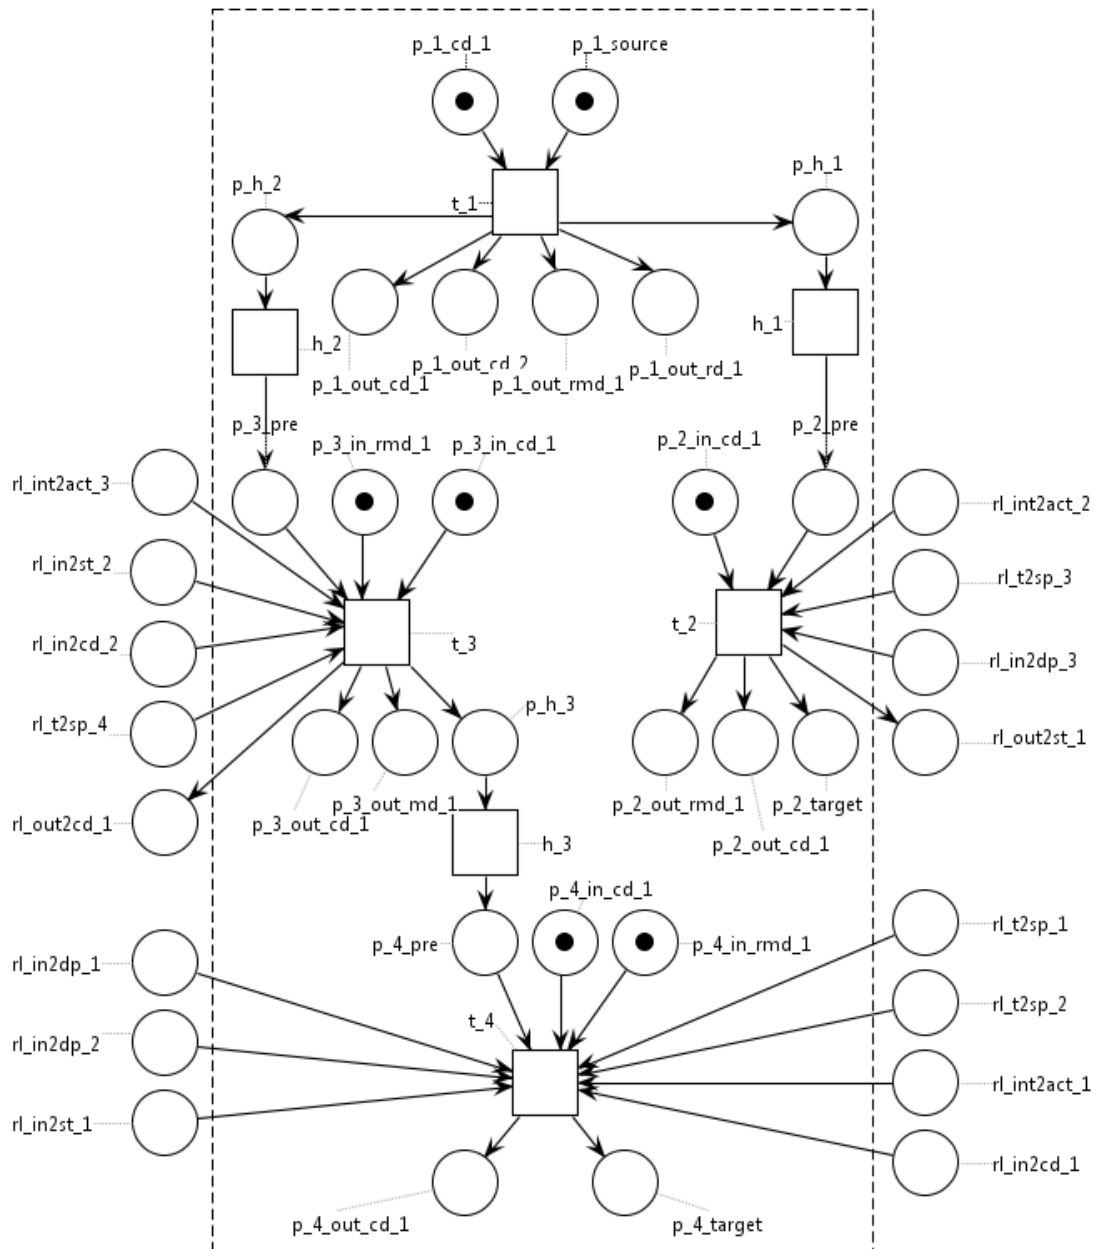 p_1_cd_1
p_1_source
p_h_2
t_1
p_h_1
h_2
h_1
p_1_out_cd_1
p_1_out_cd_2
p_1_out_rmd_1
p_1_out_rd_1
p_3_pre
p_3_in_rmd_1
p_3_in_cd_1
p_2_in_cd_1
p_2_pre
rl_int2act_3
rl_int2act_2
rl_in2st_2
rl_t2sp_3
rl_in2cd_2
t_3
t_2
rl_in2dp_3
rl_t2sp_4
p_h_3
rl_out2st_1
rl_out2cd_1
p_3_out_cd_1
p_3_out_md_1
p_2_out_rmd_1
p_2_target
p_2_out_cd_1
h_3
p_4_in_cd_1
p_4_pre
p_4_in_rmd_1
rl_t2sp_1
rl_in2dp_1
rl_t2sp_2
t_4
rl_in2dp_2
rl_int2act_1
rl_in2st_1
rl_in2cd_1
p_4_out_cd_1
p_4_target